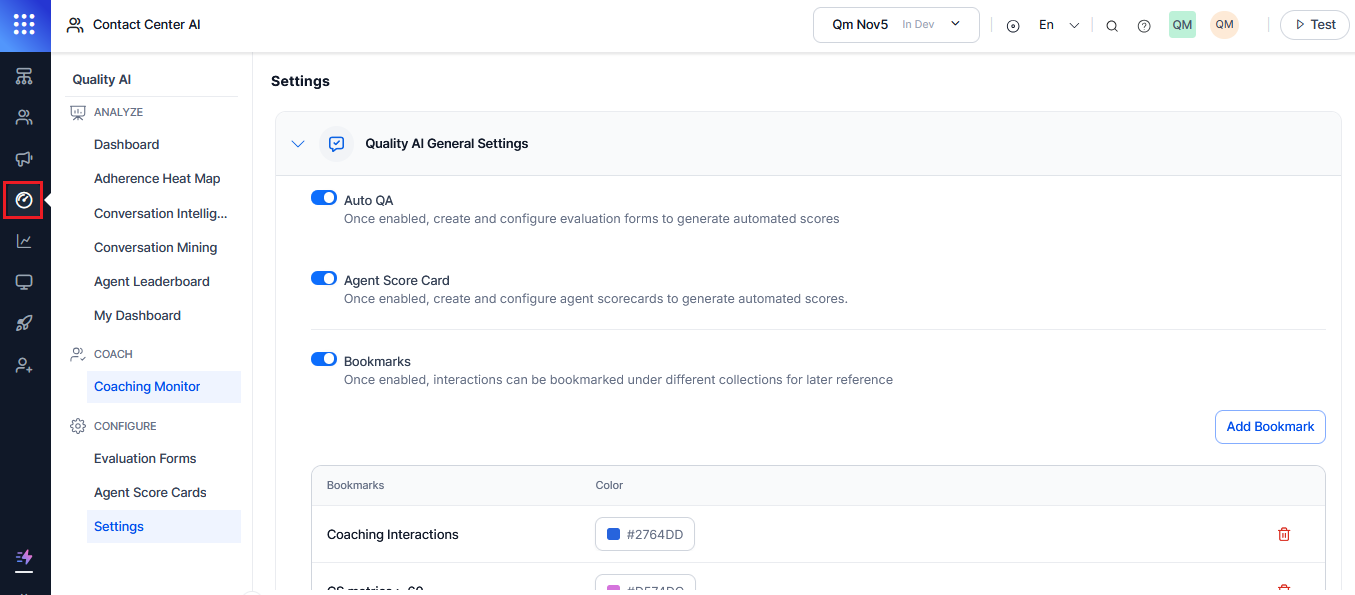 Contact Center AI
Qm Nov5 In Dev
En
QM
QM
Test
Quality AI
ANALYZE
Dashboard
Adherence Heat Map
Conversation Intellig...
Conversation Mining
Agent Leaderboard
My Dashboard
COACH
Coaching Monitor
CONFIGURE
Evaluation Forms
Agent Score Cards
Settings
Settings
Quality AI General Settings
Auto QA
Once enabled, create and configure evaluation forms to generate automated scores
Agent Score Card
Once enabled, create and configure agent scorecards to generate automated scores.
Bookmarks
Once enabled, interactions can be bookmarked under different collections for later reference
Add Bookmark
Bookmarks Color
Coaching Interactions #2764DD